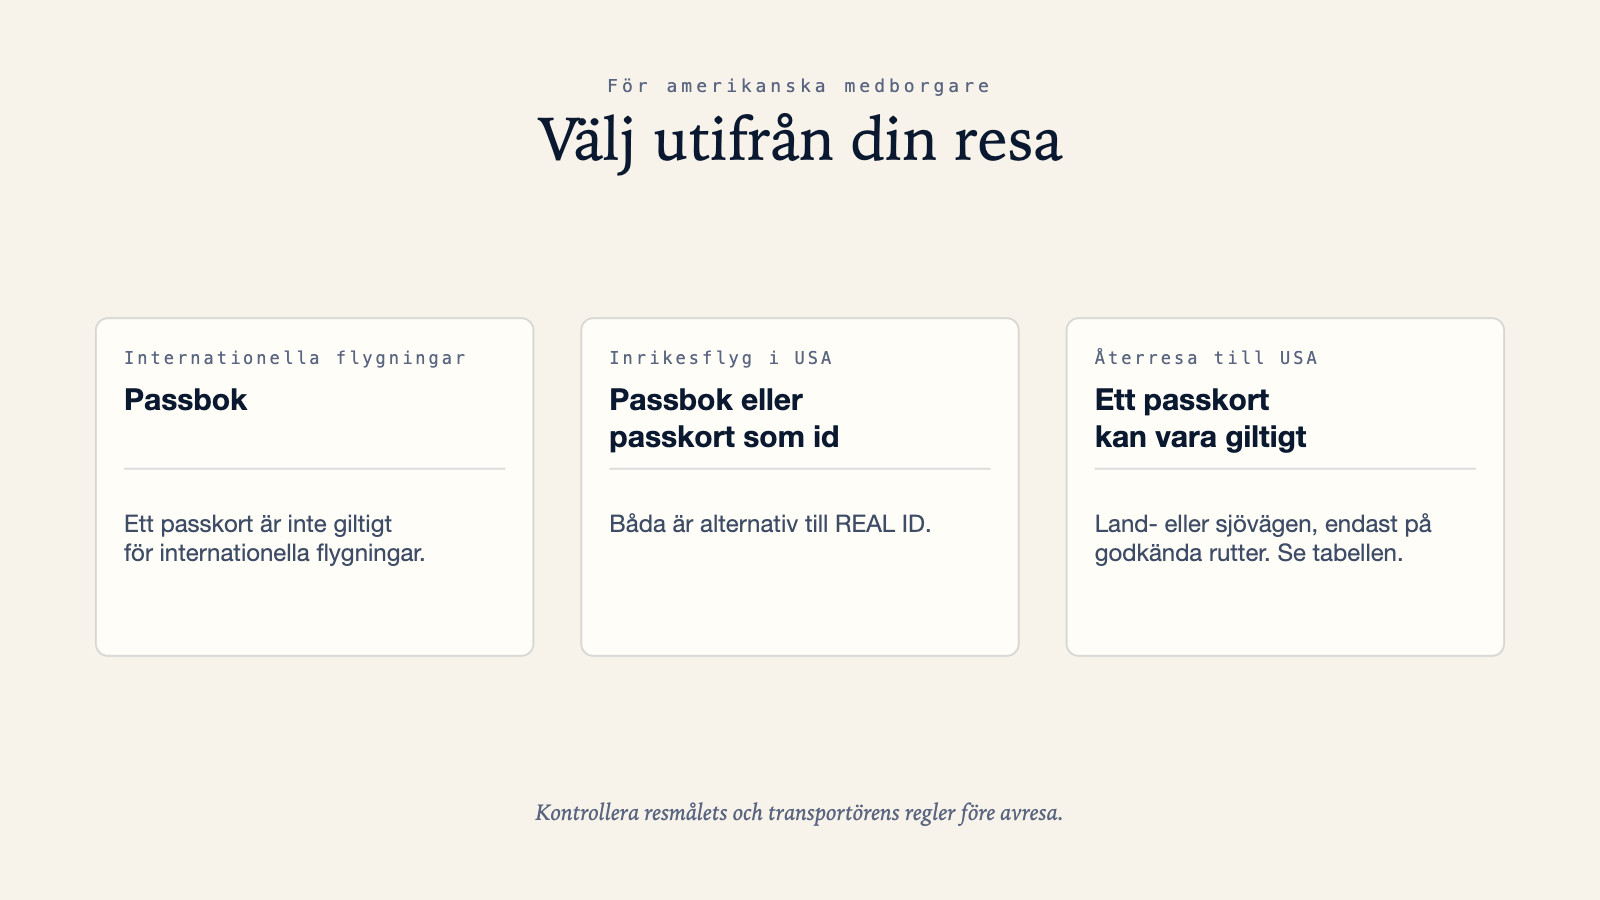 För amerikanska medborgare
Välj utifrån din resa
Internationella flygningar
Passbok
Ett passkort är inte giltigt
för internationella flygningar.
Inrikesflyg i USA
Passbok eller
passkort som id
Båda är alternativ till REAL ID.
Återresa till USA
Ett passkort
kan vara giltigt
Land- eller sjövägen, endast på
godkända rutter. Se tabellen.
Kontrollera resmålets och transportörens regler före avresa.